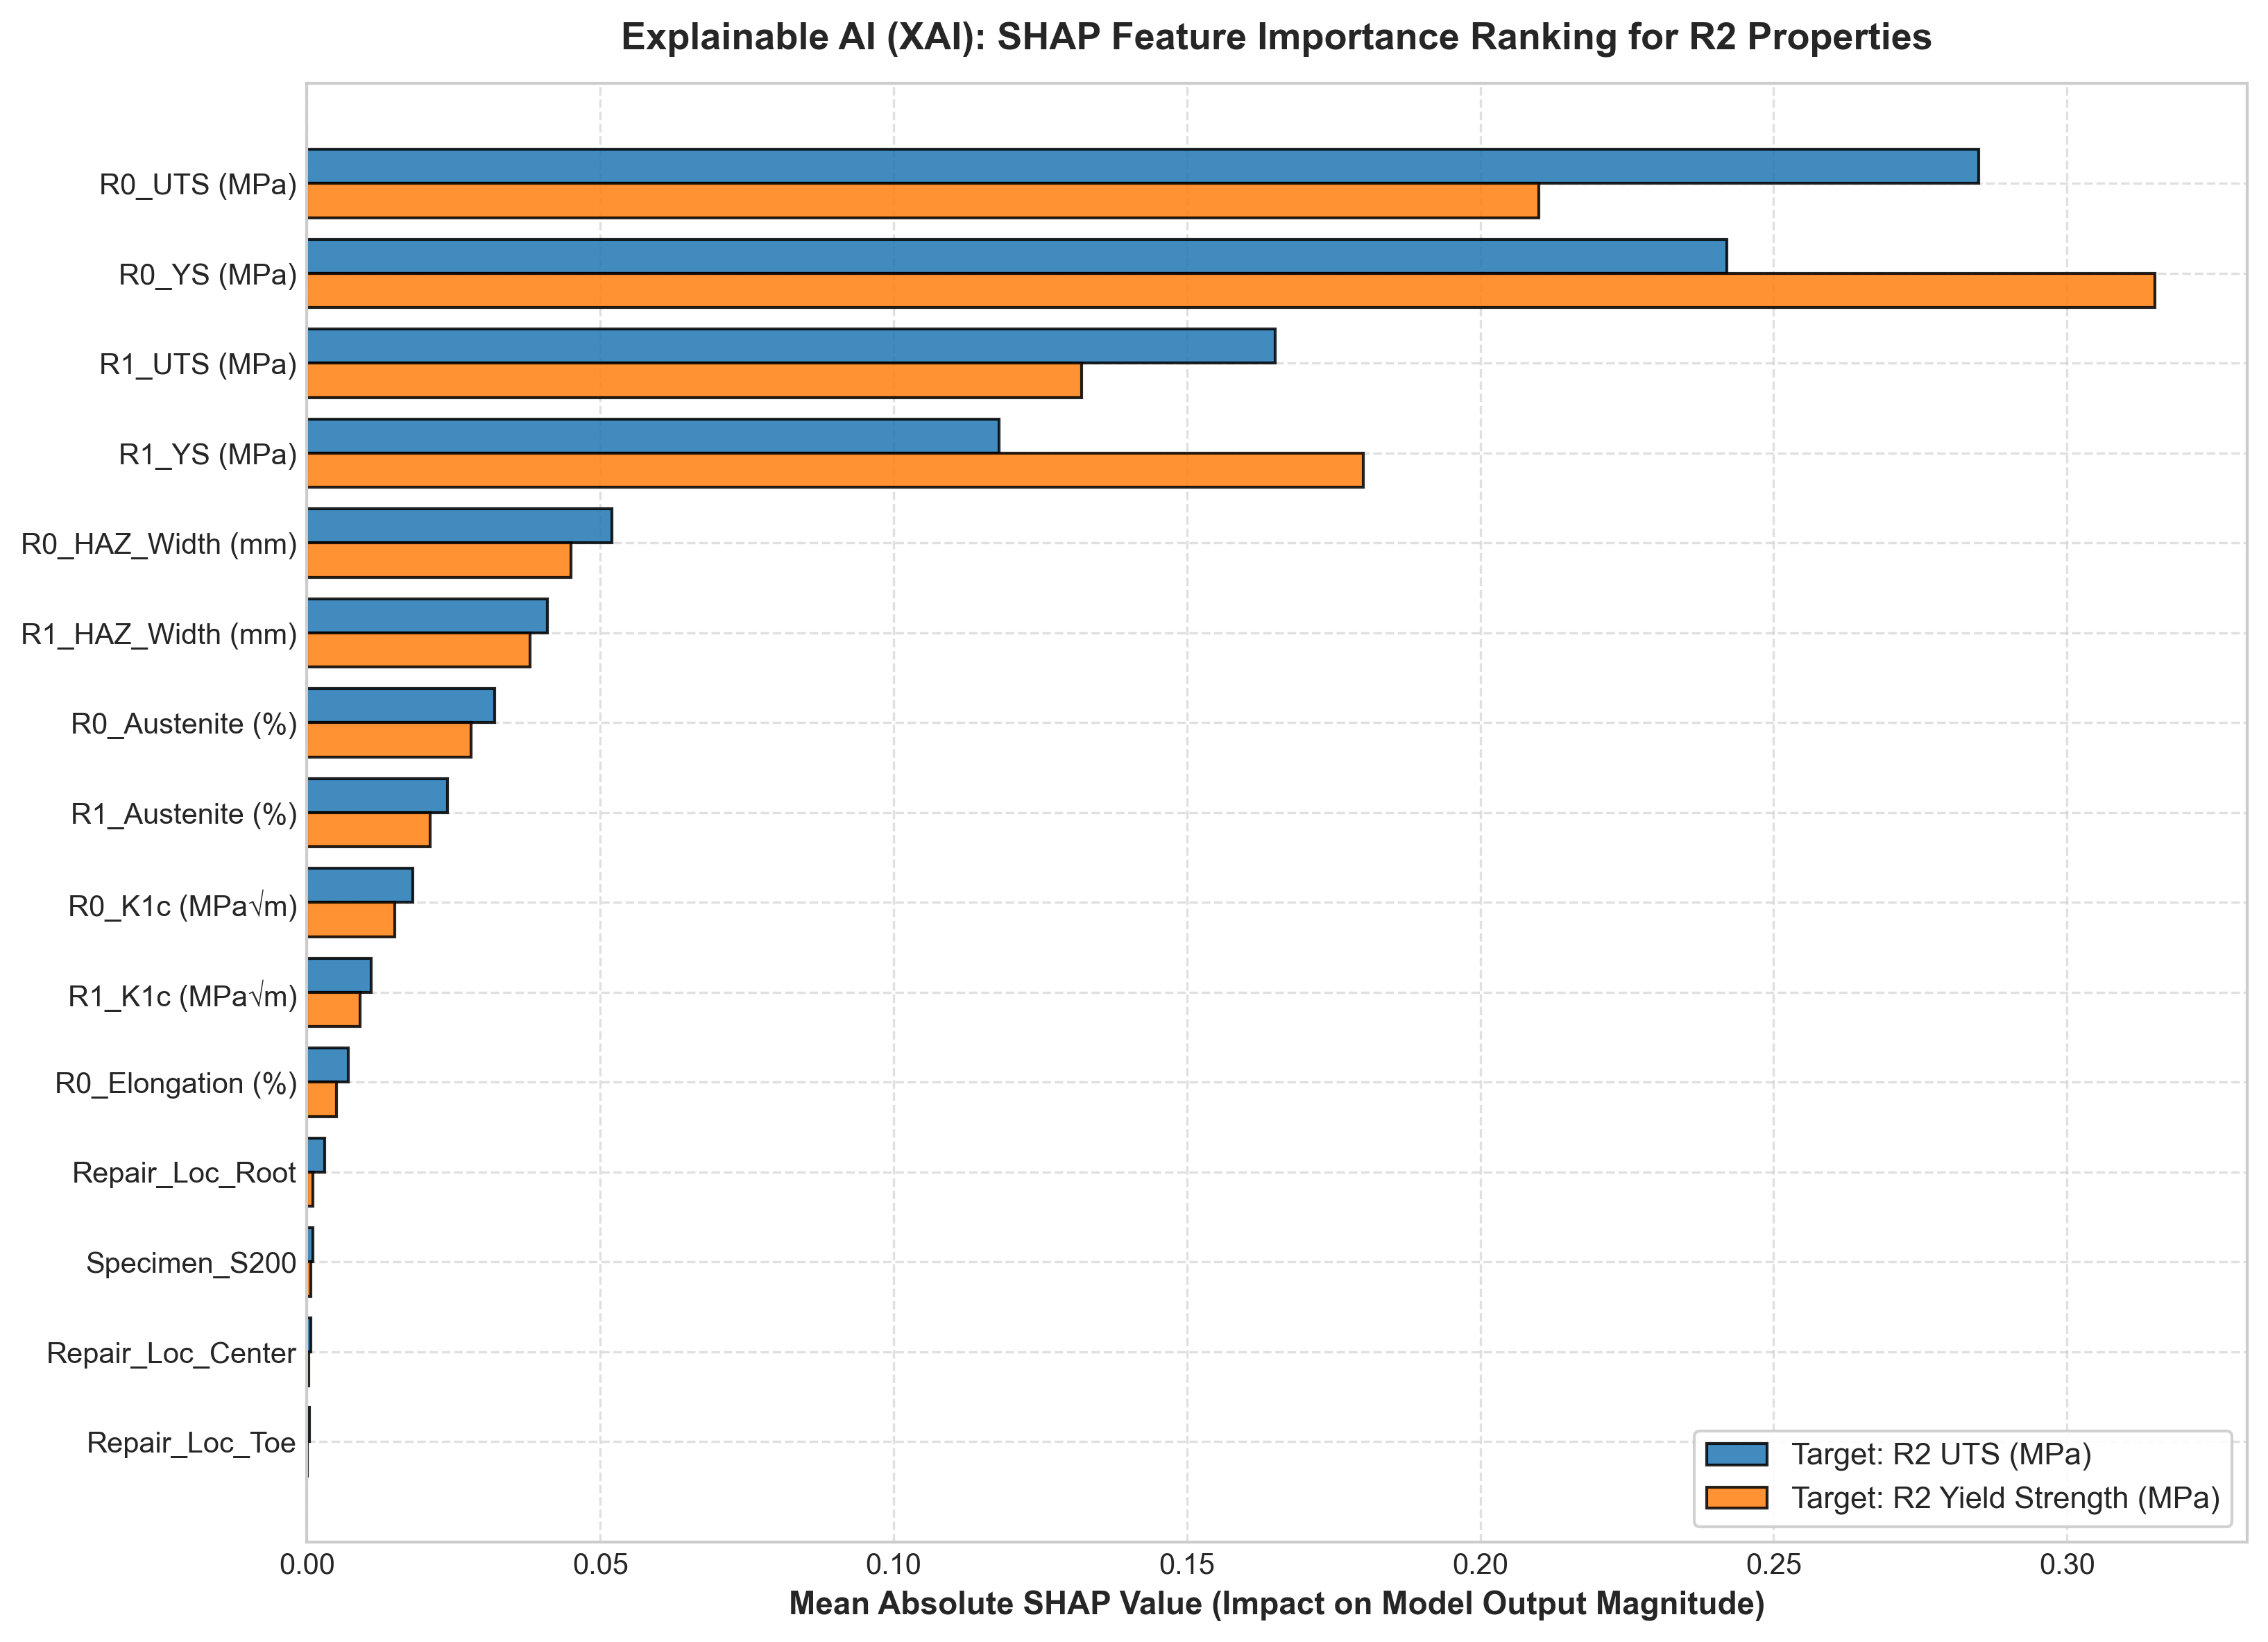 Explainable AI (XAI): SHAP Feature Importance Ranking for R2 Properties
R0_UTS (MPa)
R0_YS (MPa)
R1_UTS (MPa)
R1_YS (MPa)
R0_HAZ_Width (mm)
R1_HAZ_Width (mm)
R0_Austenite (%)
R1_Austenite (%)
R0_K1c (MPa√m)
R1_K1c (MPa√m)
R0_Elongation (%)
Repair_Loc_Root
Specimen_S200
Repair_Loc_Center
Repair_Loc_Toe
Target: R2 UTS (MPa)
Target: R2 Yield Strength (MPa)
0.00 0.05 0.10 0.15 0.20 0.25 0.30
Mean Absolute SHAP Value (Impact on Model Output Magnitude)